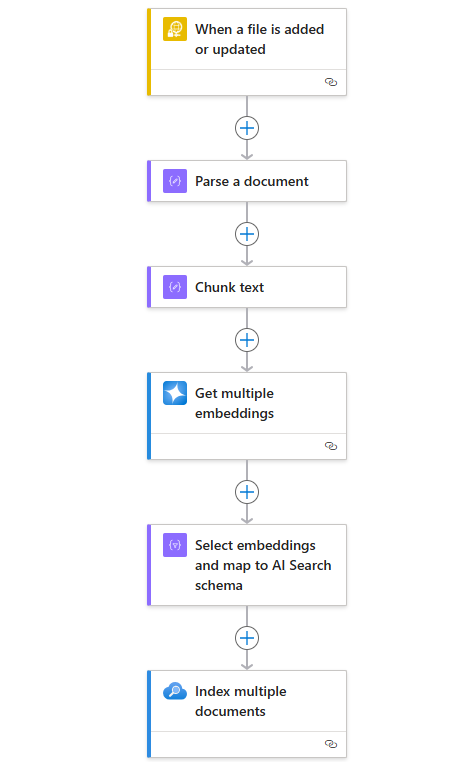 When a file is added
or updated
Parse a document
Chunk text
Get multiple
embeddings
Select embeddings
and map to AI Search
schema
Index multiple
documents